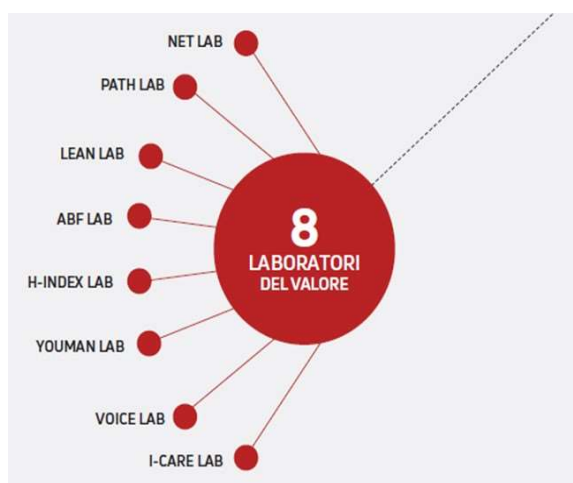 NET LAB
PATH LAB
LEAN LAB
ABF LAB
H-INDEX LAB
YOUMAN LAB
VOICE LAB
I-CARE LAB
8
LABORATORI
DEL VALORE